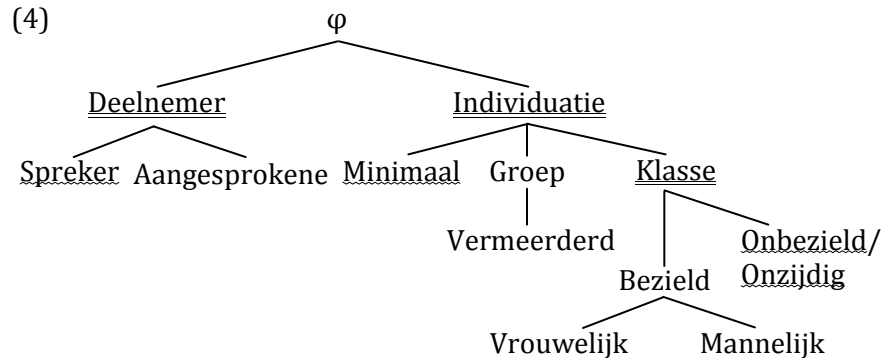 (4) φ
Deelnemer Individuatie
Spreker Aangesprokene Minimaal Groep Klasse
Vermeerderd Onbezield/
Bezield Onzijdig
Vrouwelijk Mannelijk